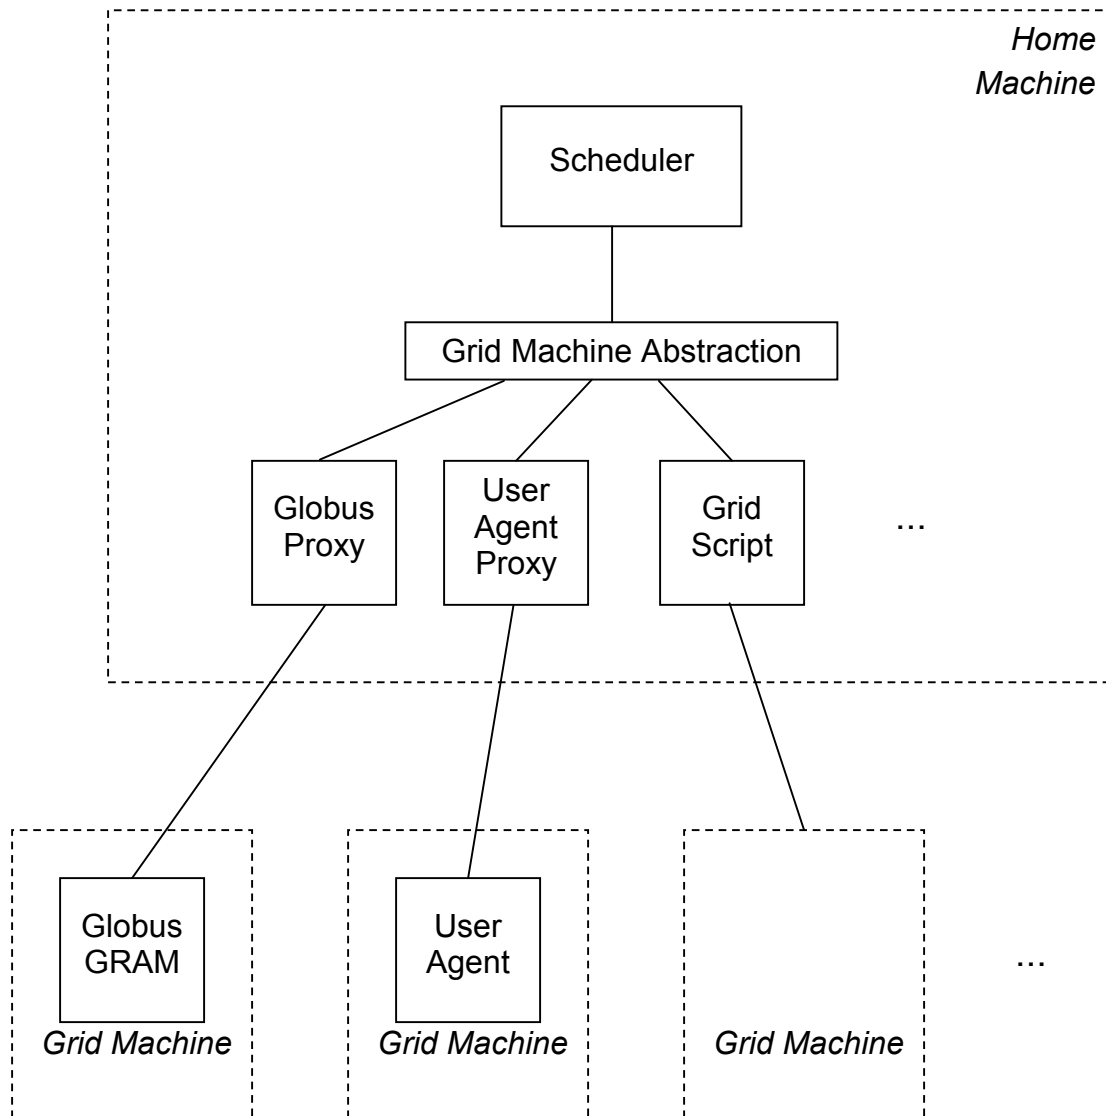 Home
Machine
Scheduler
Grid Machine Abstraction
Globus
Proxy
User
Agent
Proxy
Grid
Script
...
Globus
GRAM
Grid Machine
User
Agent
Grid Machine
Grid Machine
...